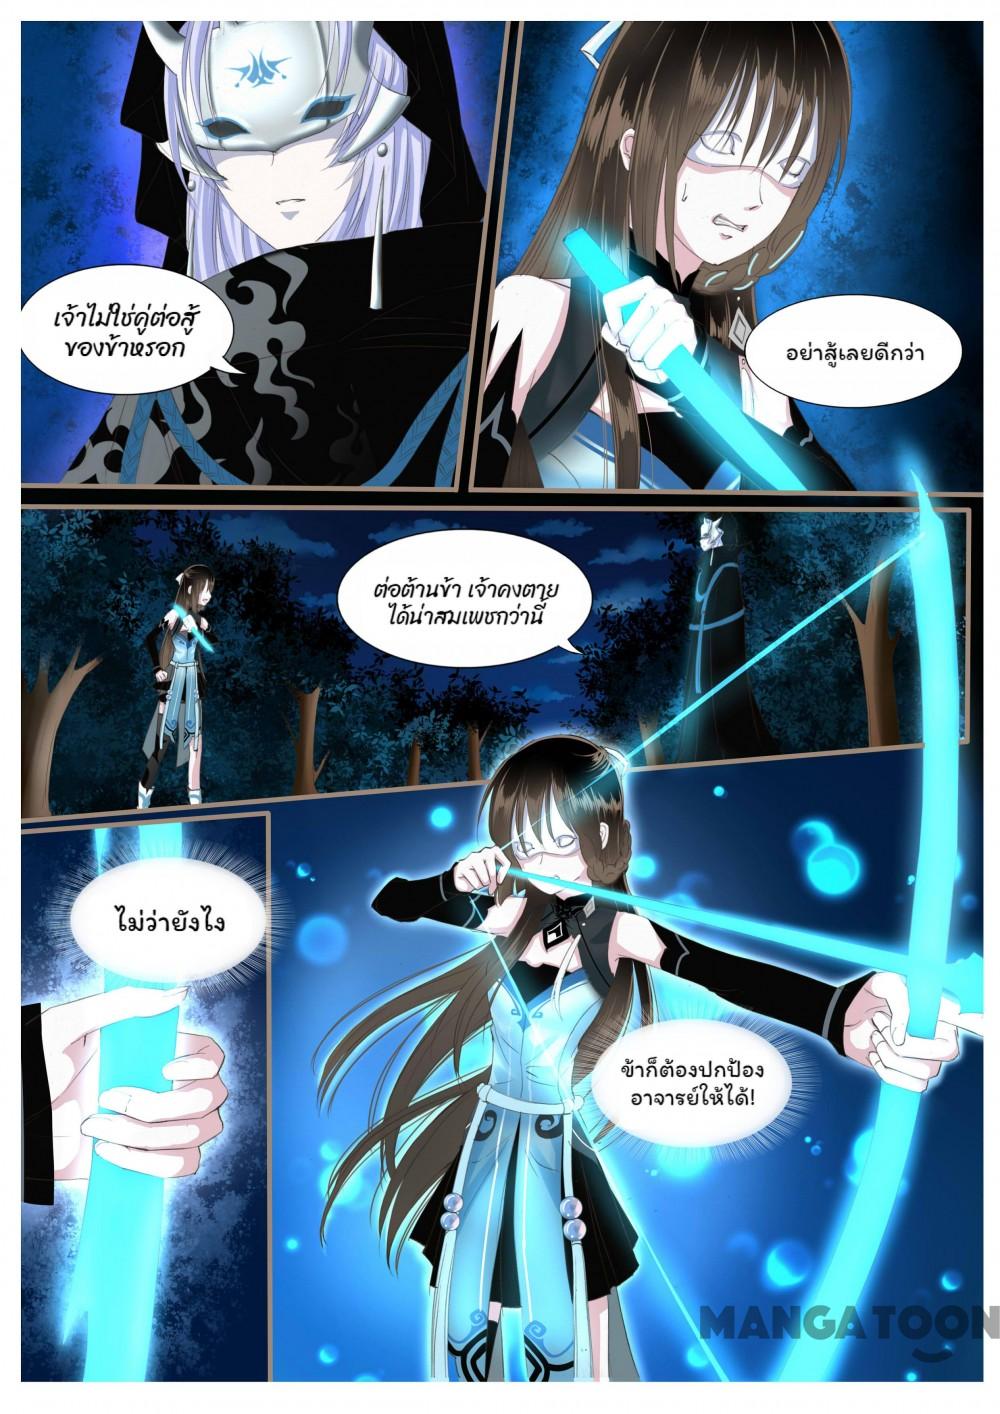 เจ้าไม่ใช่คู่ต่อสู้
ของข้าหรอก
อย่าสู้เลยดีกว่า
ต่อต้านข้า เจ้าคงตาย
ได้น่าสมเพชกว่านี้
ไม่ว่ายังไง
ข้าก็ต้องปกป้อง
อาจารย์ให้ได้!
MANGATOON